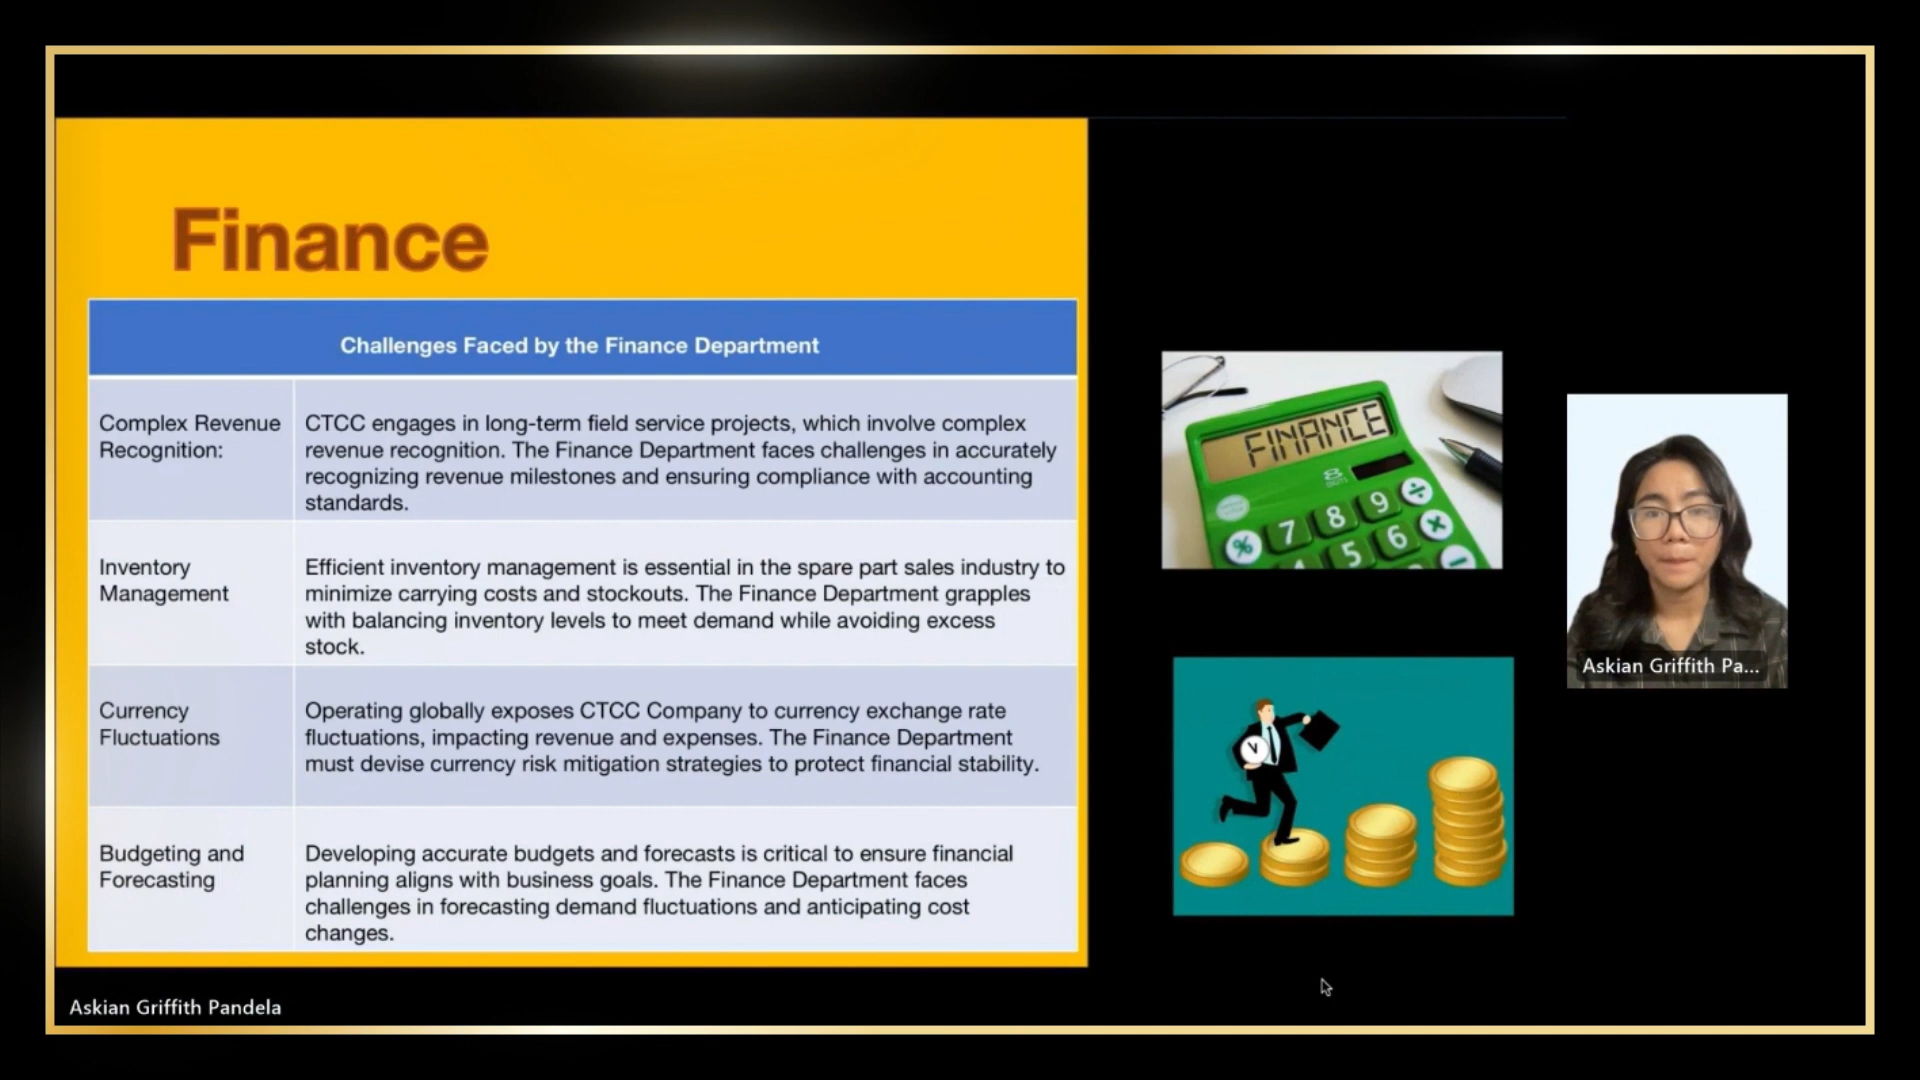 Finance
Challenges Faced by the Finance Department
Complex Revenue
Recognition:
CTCC engages in long-term field service projects, which involve complex
revenue recognition. The Finance Department faces challenges in accurately
recognizing revenue milestones and ensuring compliance with accounting
standards.
Inventory
Management
Efficient inventory management is essential in the spare part sales industry to
minimize carrying costs and stockouts. The Finance Department grapples
with balancing inventory levels to meet demand while avoiding excess
stock.
Currency
Fluctuations
Operating globally exposes CTCC Company to currency exchange rate
fluctuations, impacting revenue and expenses. The Finance Department
must devise currency risk mitigation strategies to protect financial stability.
Budgeting and
Forecasting
Developing accurate budgets and forecasts is critical to ensure financial
planning aligns with business goals. The Finance Department faces
challenges in forecasting demand fluctuations and anticipating cost
changes.
FINANCE
7 8 9 ÷
% 5 6 ×
−
Askian Griffith Pa...
Askian Griffith Pandela